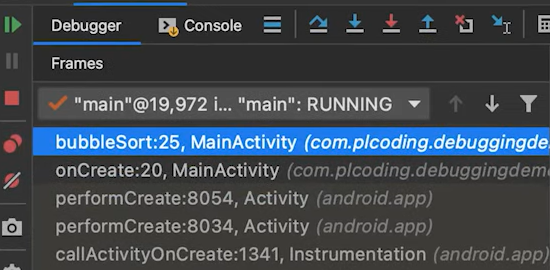 Debugger Console
Frames
"main"@19,972 i... "main": RUNNING
bubbleSort:25, MainActivity (com.plcoding.debuggingde
onCreate:20, MainActivity (com.plcoding.debuggingdemo
performCreate:8054, Activity (android.app)
performCreate:8034, Activity (android.app)
callActivityOnCreate:1341, Instrumentation (android.app)